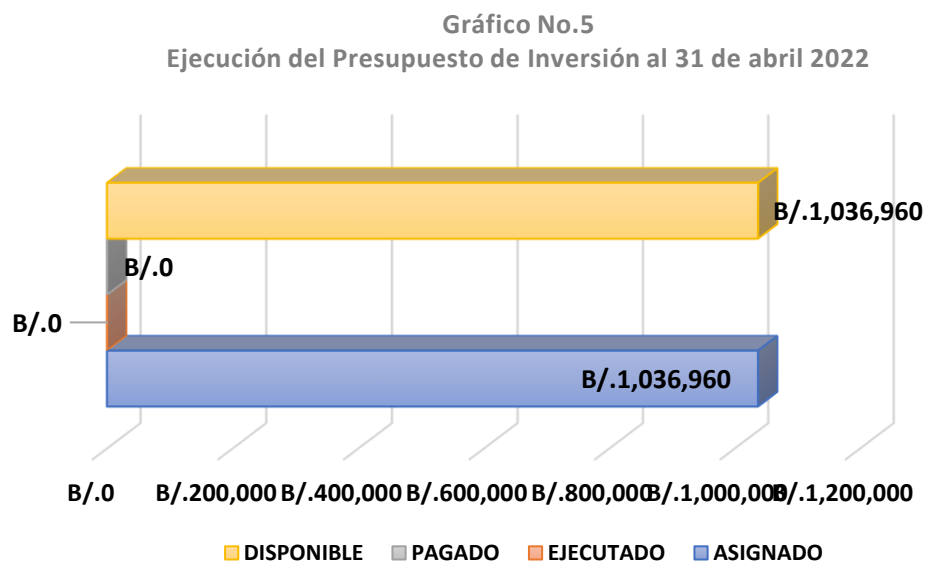 Gráfico No.5
Ejecución del Presupuesto de Inversión al 31 de abril 2022
B/.1,036,960
B/.0
B/.0
B/.1,036,960
B/.0 B/.200,000 B/.400,000 B/.600,000 B/.800,000 B/.1,000,000 B/.1,200,000
DISPONIBLE PAGADO EJECUTADO ASIGNADO